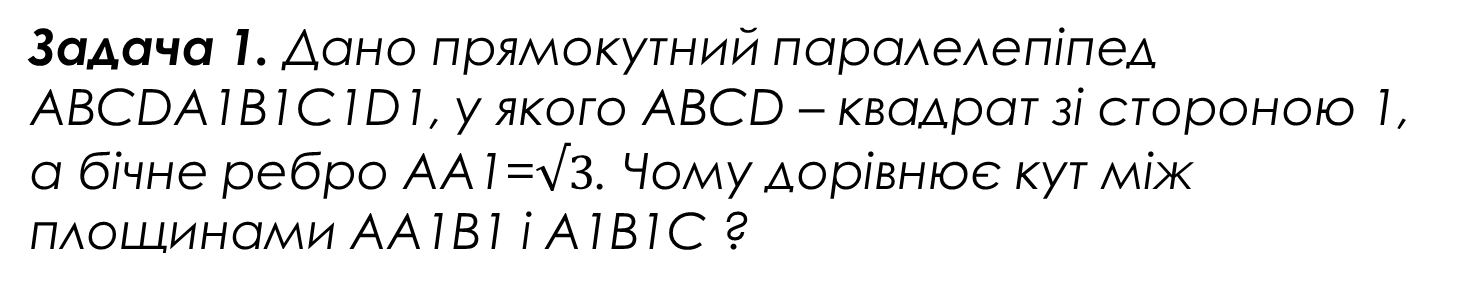 Задача 1. Дано прямокутний паралелепіпед
ABCDA1B1C1D1, у якого ABCD – квадрат зі стороною 1,
а бічне ребро AA1=√3. Чому дорівнює кут між
площинами AA1B1 і A1B1C ?